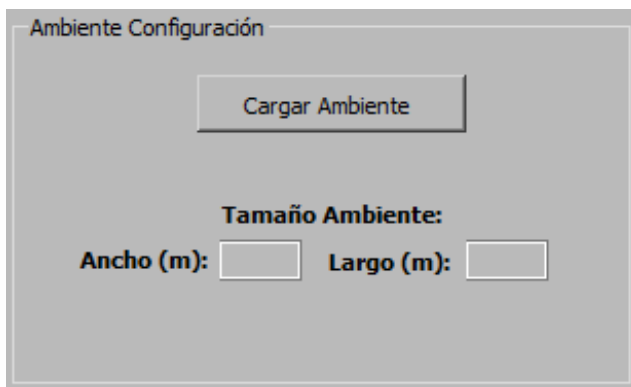 Ambiente Configuración
Cargar Ambiente
Tamaño Ambiente:
Ancho (m): Largo (m):